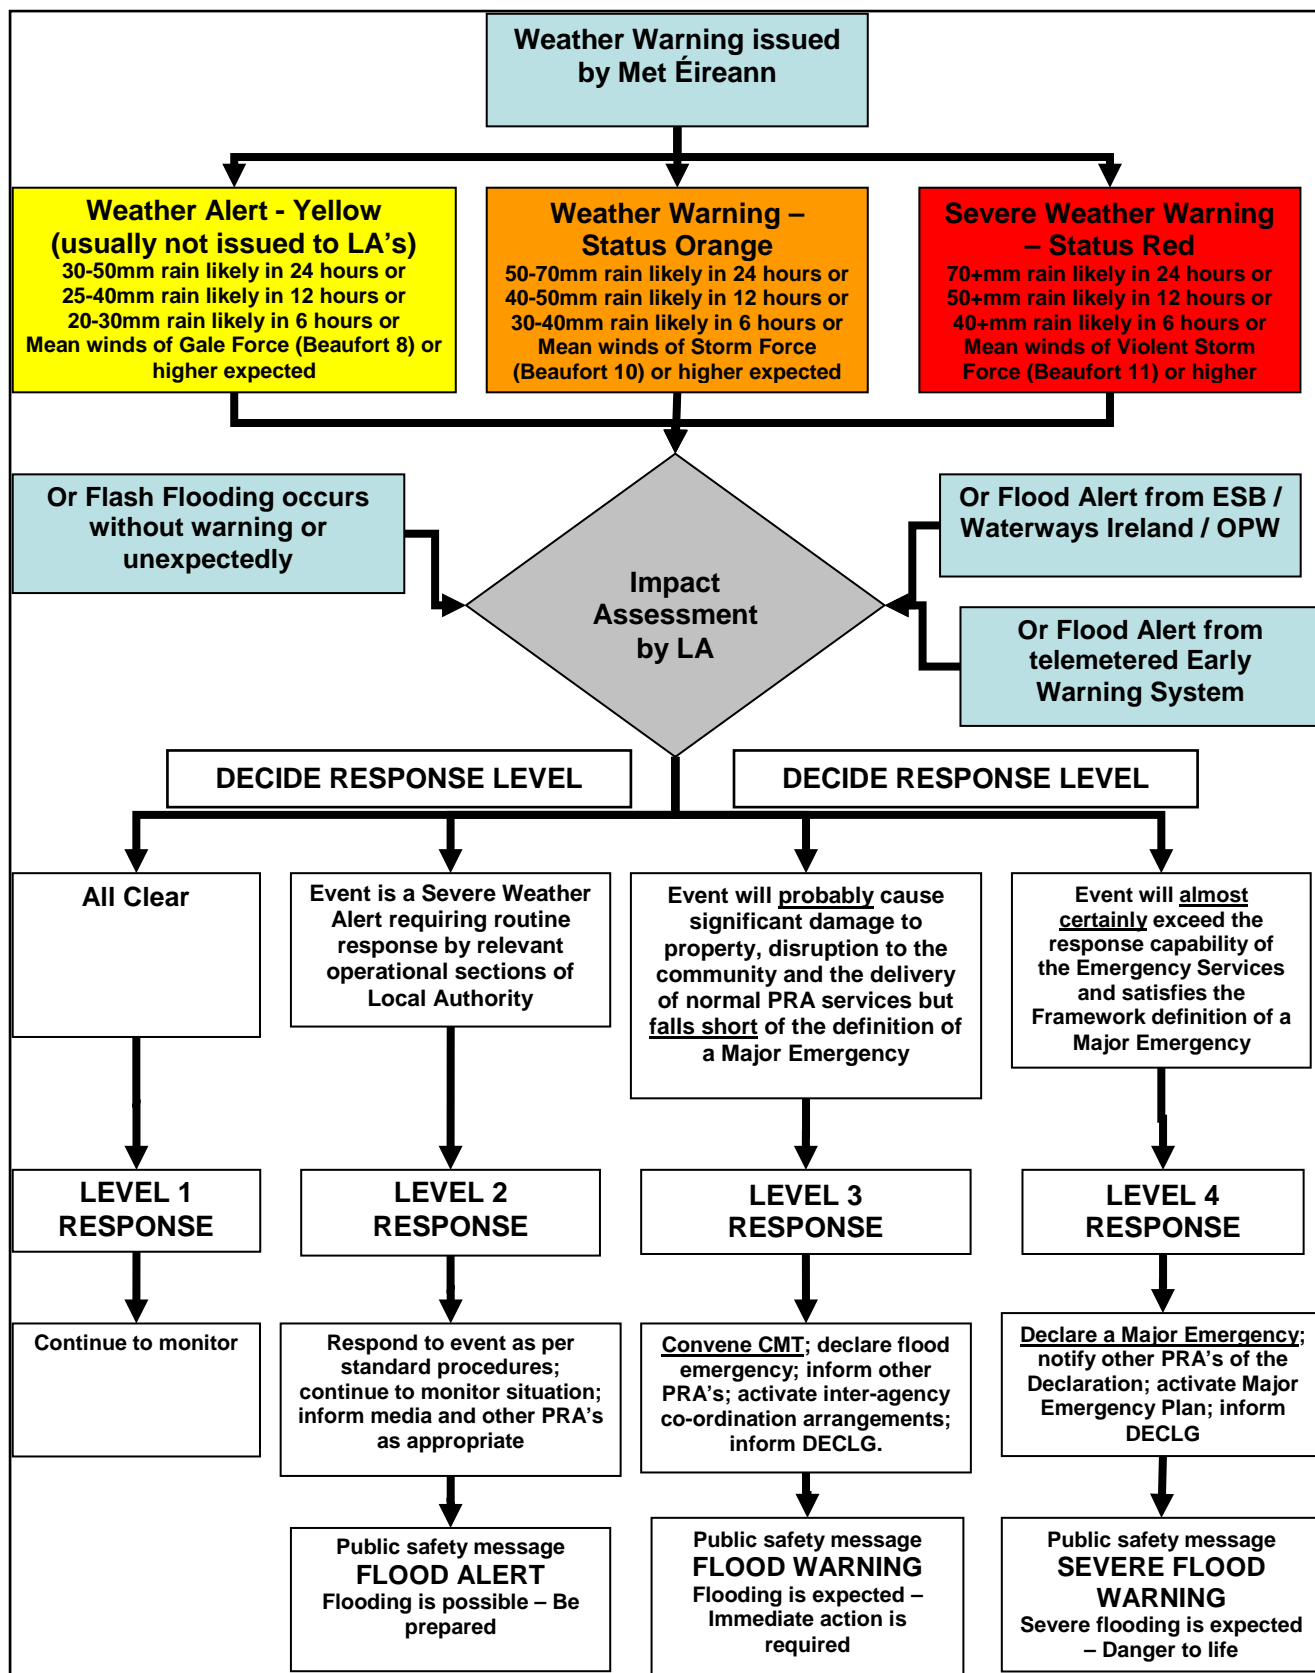 Weather Warning issued
by Met Éireann
Weather Alert - Yellow
(usually not issued to LA's)
30-50mm rain likely in 24 hours or
25-40mm rain likely in 12 hours or
20-30mm rain likely in 6 hours or
Mean winds of Gale Force (Beaufort 8) or
higher expected
Weather Warning –
Status Orange
50-70mm rain likely in 24 hours or
40-50mm rain likely in 12 hours or
30-40mm rain likely in 6 hours or
Mean winds of Storm Force
(Beaufort 10) or higher expected
Severe Weather Warning
– Status Red
70+mm rain likely in 24 hours or
50+mm rain likely in 12 hours or
40+mm rain likely in 6 hours or
Mean winds of Violent Storm
Force (Beaufort 11) or higher
Or Flash Flooding occurs
without warning or
unexpectedly
Impact
Assessment
by LA
Or Flood Alert from ESB /
Waterways Ireland / OPW
Or Flood Alert from
telemetered Early
Warning System
DECIDE RESPONSE LEVEL
DECIDE RESPONSE LEVEL
All Clear
Event is a Severe Weather
Alert requiring routine
response by relevant
operational sections of
Local Authority
Event will probably cause
significant damage to
property, disruption to the
community and the delivery
of normal PRA services but
falls short of the definition of
a Major Emergency
Event will almost
certainly exceed the
response capability of
the Emergency Services
and satisfies the
Framework definition of a
Major Emergency
LEVEL 1
RESPONSE
LEVEL 2
RESPONSE
LEVEL 3
RESPONSE
LEVEL 4
RESPONSE
Continue to monitor
Respond to event as per
standard procedures;
continue to monitor situation;
inform media and other PRA's
as appropriate
Convene CMT; declare flood
emergency; inform other
PRA's; activate inter-agency
co-ordination arrangements;
inform DECLG.
Declare a Major Emergency;
notify other PRA's of the
Declaration; activate Major
Emergency Plan; inform
DECLG
Public safety message
FLOOD ALERT
Flooding is possible – Be
prepared
Public safety message
FLOOD WARNING
Flooding is expected –
Immediate action is
required
Public safety message
SEVERE FLOOD
WARNING
Severe flooding is expected
– Danger to life